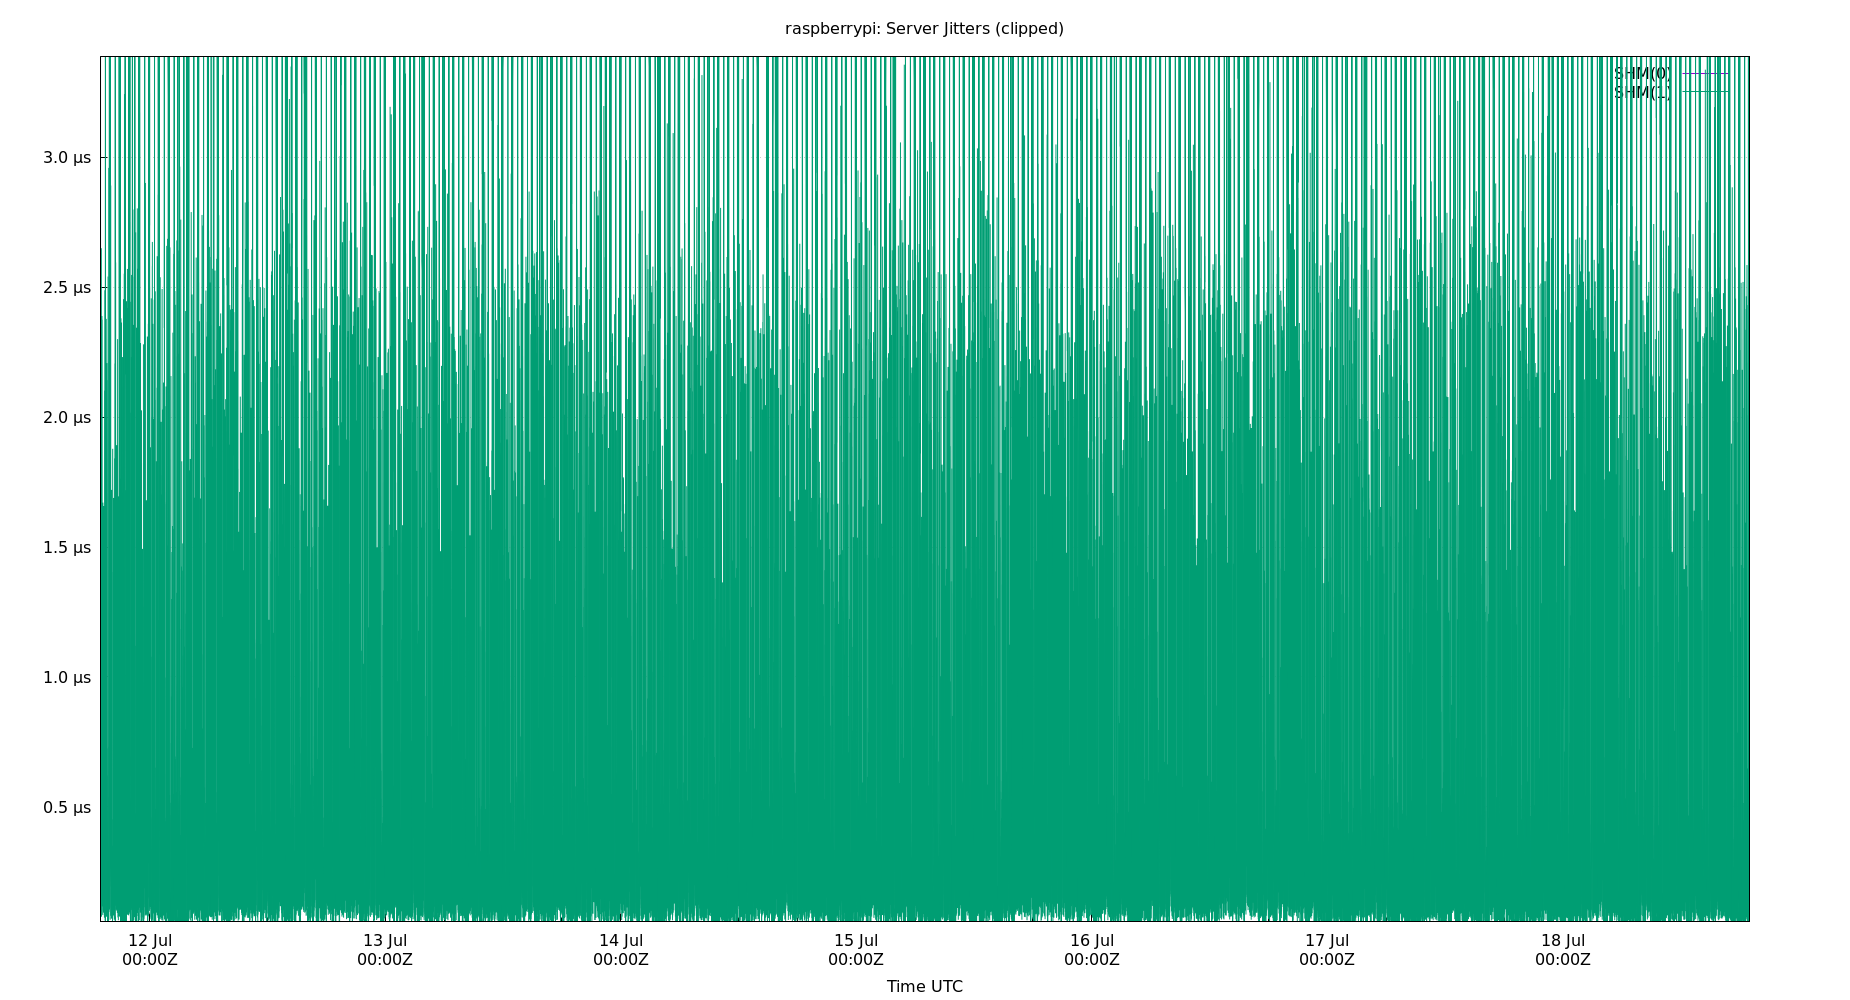 raspberrypi: Server Jitters (clipped)
SHM(0)
SHM(1)
3.0 µs
2.5 µs
2.0 µs
1.5 µs
1.0 µs
0.5 µs
12 Jul 13 Jul 14 Jul 15 Jul 16 Jul 17 Jul 18 Jul
00:00Z 00:00Z 00:00Z 00:00Z 00:00Z 00:00Z 00:00Z
Time UTC